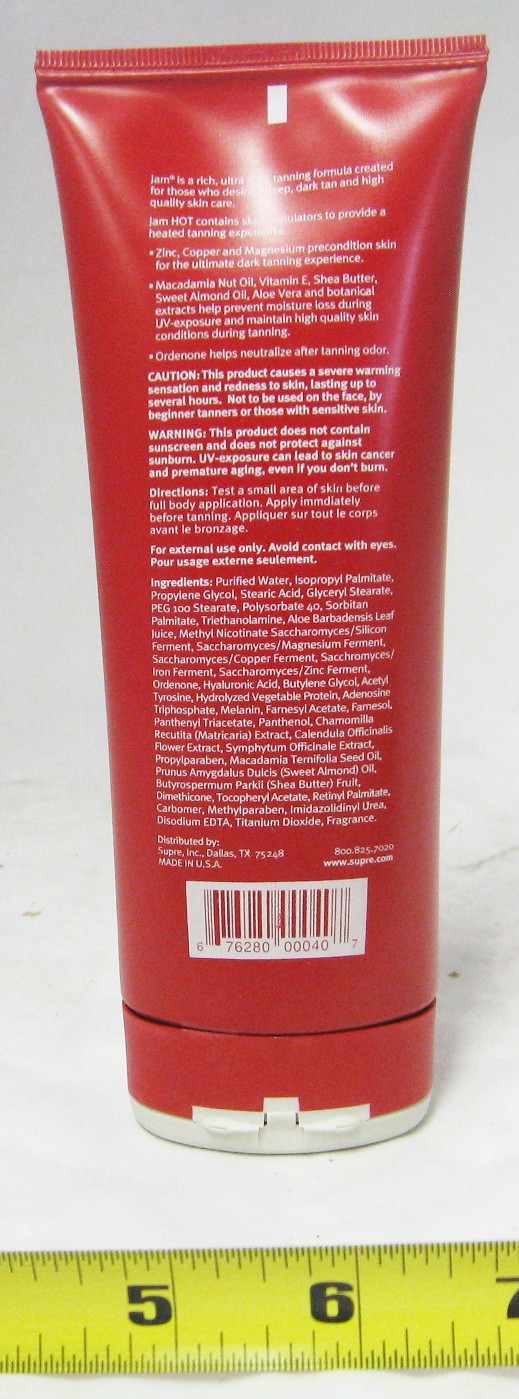 Jam® is a rich, ultra tanning formula created
for those who desire deep, dark tan and high
quality skin care.
Jam HOT contains to provide a
heated tanning experience.
• Zinc, Copper and Magnesium precondition skin
for the ultimate dark tanning experience.
• Macadamia Nut Oil, Vitamin E, Shea Butter,
Sweet Almond Oil, Aloe Vera and botanical
extracts help prevent moisture loss during
UV-exposure and maintain high quality skin
conditions during tanning.
• Ordenone helps neutralize after tanning odor.
CAUTION: This product causes a severe warming
sensation and redness to skin, lasting up to
several hours. Not to be used on the face, by
beginner tanners or those with sensitive skin.
WARNING: This product does not contain
sunscreen and does not protect against
sunburn. UV-exposure can lead to skin cancer
and premature aging, even if you don't burn.
Directions: Test a small area of skin before
full body application. Apply immdiately
before tanning. Appliquer sur tout le corps
avant le bronzage.
For external use only. Avoid contact with eyes.
Pour usage externe seulement.
Ingredients: Purified Water, Isopropyl Palmitate,
Propylene Glycol, Stearic Acid, Glyceryl Stearate,
PEG 100 Stearate, Polysorbate 40, Sorbitan
Palmitate, Triethanolamine, Aloe Barbadensis Leaf
Juice, Methyl Nicotinate Saccharomyces/Silicon
Ferment, Saccharomyces/Magnesium Ferment,
Saccharomyces/Copper Ferment, Sacchromyces/
Iron Ferment, Saccharomyces/Zinc Ferment,
Ordenone, Hyaluronic Acid, Butylene Glycol, Acetyl
Tyrosine, Hydrolyzed Vegetable Protein, Adenosine
Triphosphate, Melanin, Farnesyl Acetate, Farnesol,
Panthenyl Triacetate, Panthenol, Chamomilla
Recutita (Matricaria) Extract, Calendula Officinalis
Flower Extract, Symphytum Officinale Extract,
Propylparaben, Macadamia Ternifolia Seed Oil,
Prunus Amygdalus Dulcis (Sweet Almond) Oil,
Butyrospermum Parkii (Shea Butter) Fruit,
Dimethicone, Tocopheryl Acetate, Retinyl Palmitate,
Carbomer, Methylparaben, Imidazolidinyl Urea,
Disodium EDTA, Titanium Dioxide, Fragrance.
Distributed by:
Supre, Inc., Dallas, TX 75248 800.825.7020
MADE IN U.S.A. www.supre.com
6 76280 00040 7
5 6 7